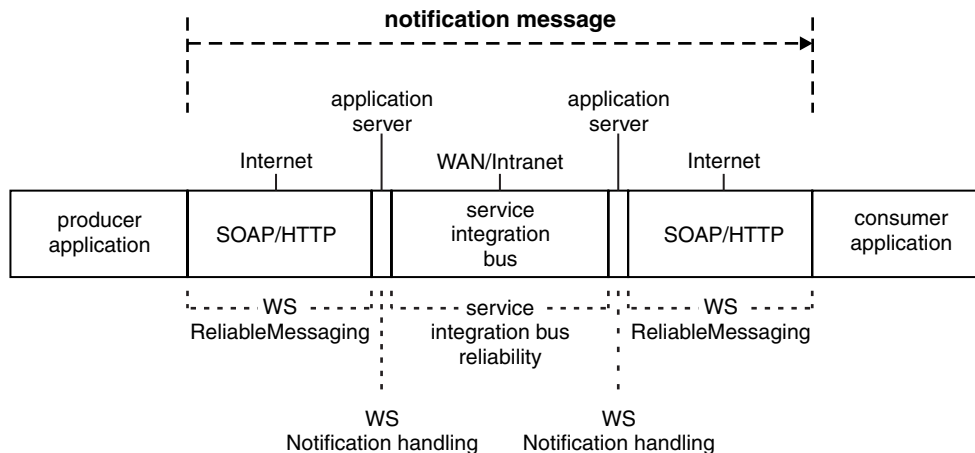 notification message
application
server
application
server
Internet
WAN/Intranet
Internet
producer
application
SOAP/HTTP
service
integration
bus
SOAP/HTTP
consumer
application
WS
ReliableMessaging
service
integration bus
reliability
WS
ReliableMessaging
WS
Notification handling
WS
Notification handling